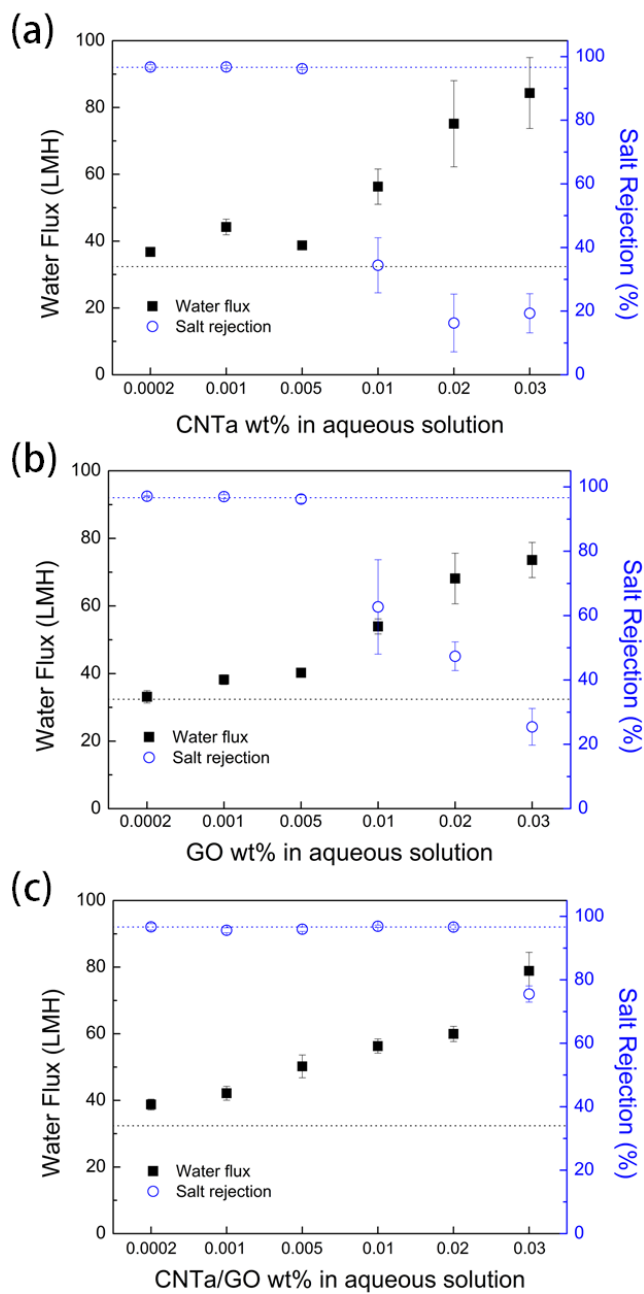 (a)
100
80
60
40
20
0
Water Flux (LMH)
100
80
60
40
20
0
Salt Rejection (%)
Water flux
Salt rejection
0.0002 0.001 0.005 0.01 0.02 0.03
CNTa wt% in aqueous solution
(b)
100
80
60
40
20
0
Water Flux (LMH)
100
80
60
40
20
0
Salt Rejection (%)
Water flux
Salt rejection
0.0002 0.001 0.005 0.01 0.02 0.03
GO wt% in aqueous solution
(c)
100
80
60
40
20
0
Water Flux (LMH)
100
80
60
40
20
0
Salt Rejection (%)
Water flux
Salt rejection
0.0002 0.001 0.005 0.01 0.02 0.03
CNTa/GO wt% in aqueous solution